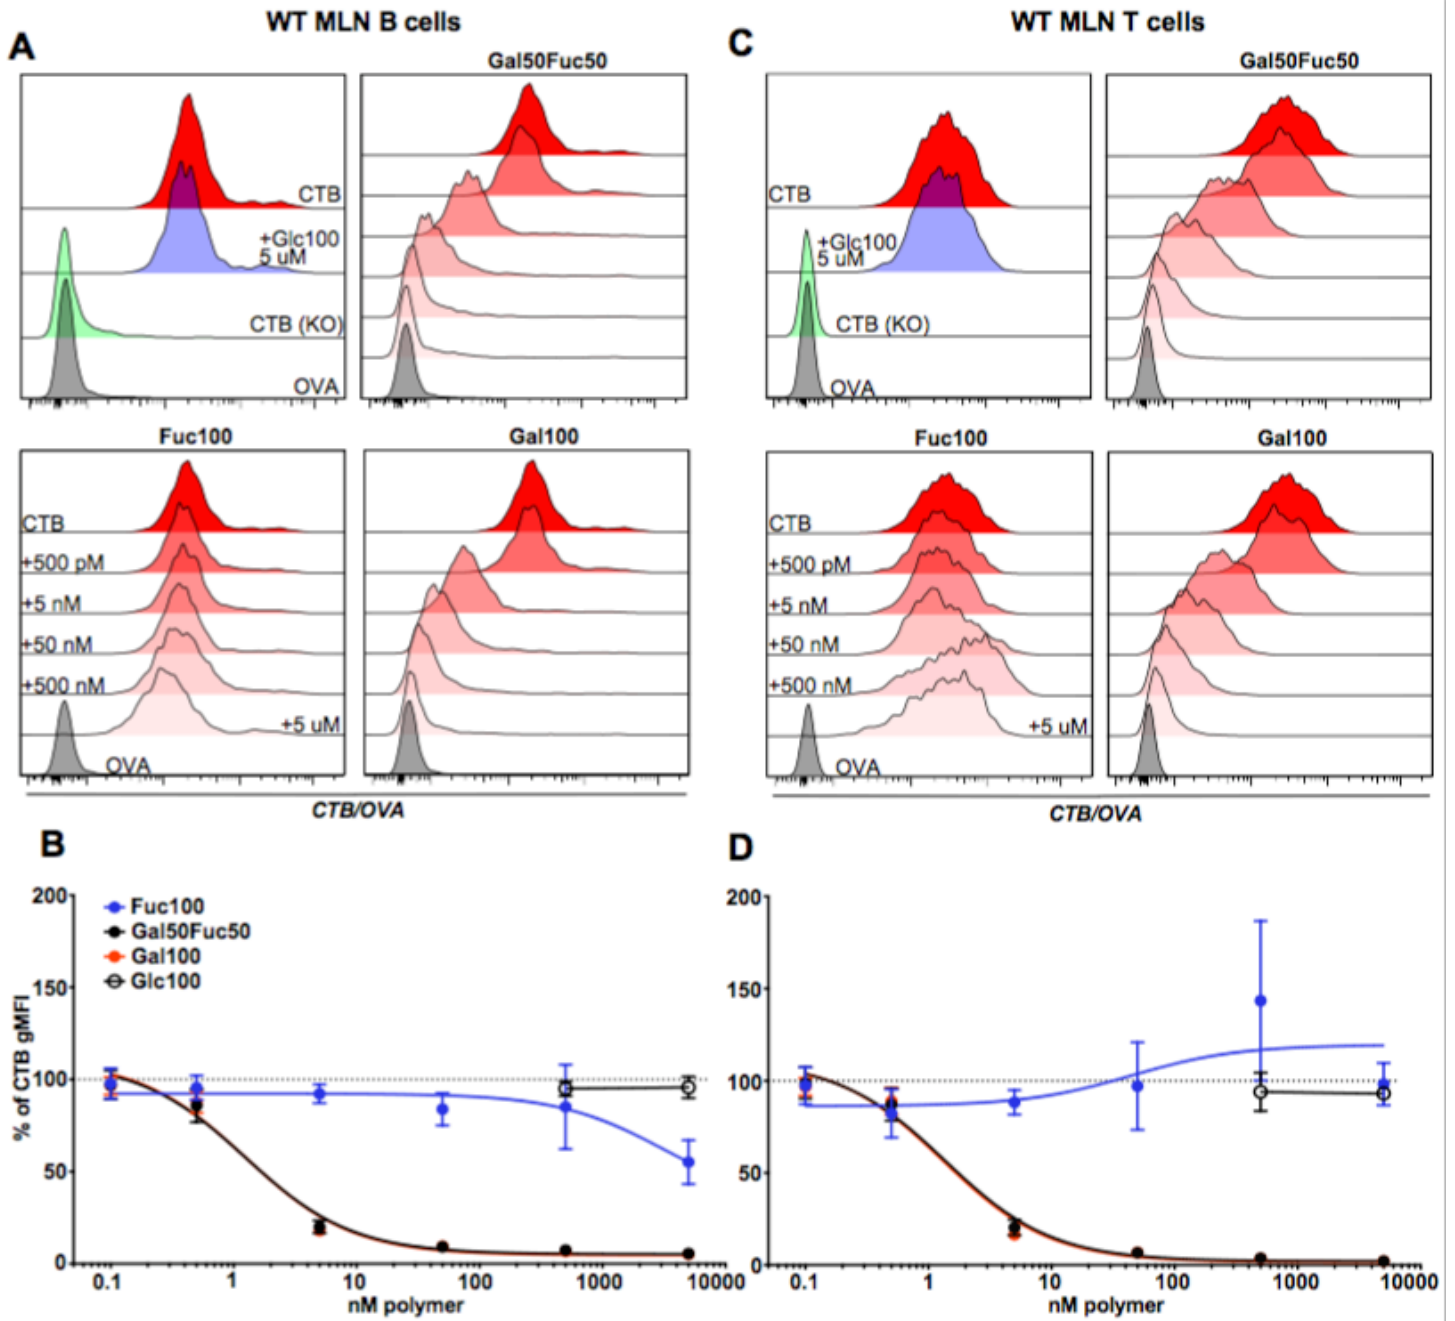 WT MLN B cells
WT MLN T cells
A
C
Gal50Fuc50
Gal50Fuc50
CTB
+Glc100
5 uM
CTB (KO)
OVA
CTB
+Glc100
5 uM
CTB (KO)
OVA
Fuc100
Gal100
Fuc100
Gal100
CTB
+500 pM
+5 nM
+50 nM
+500 nM
+5 uM
OVA
CTB
+500 pM
+5 nM
+50 nM
+500 nM
+5 uM
OVA
CTB/OVA
CTB/OVA
B
D
% of CTB gMFI
200
150
100
50
0
Fuc100
Gal50Fuc50
Gal100
Glc100
0.1
1
10
100
1000
10000
nM polymer
200
150
100
50
0
0.1
1
10
100
1000
10000
nM polymer